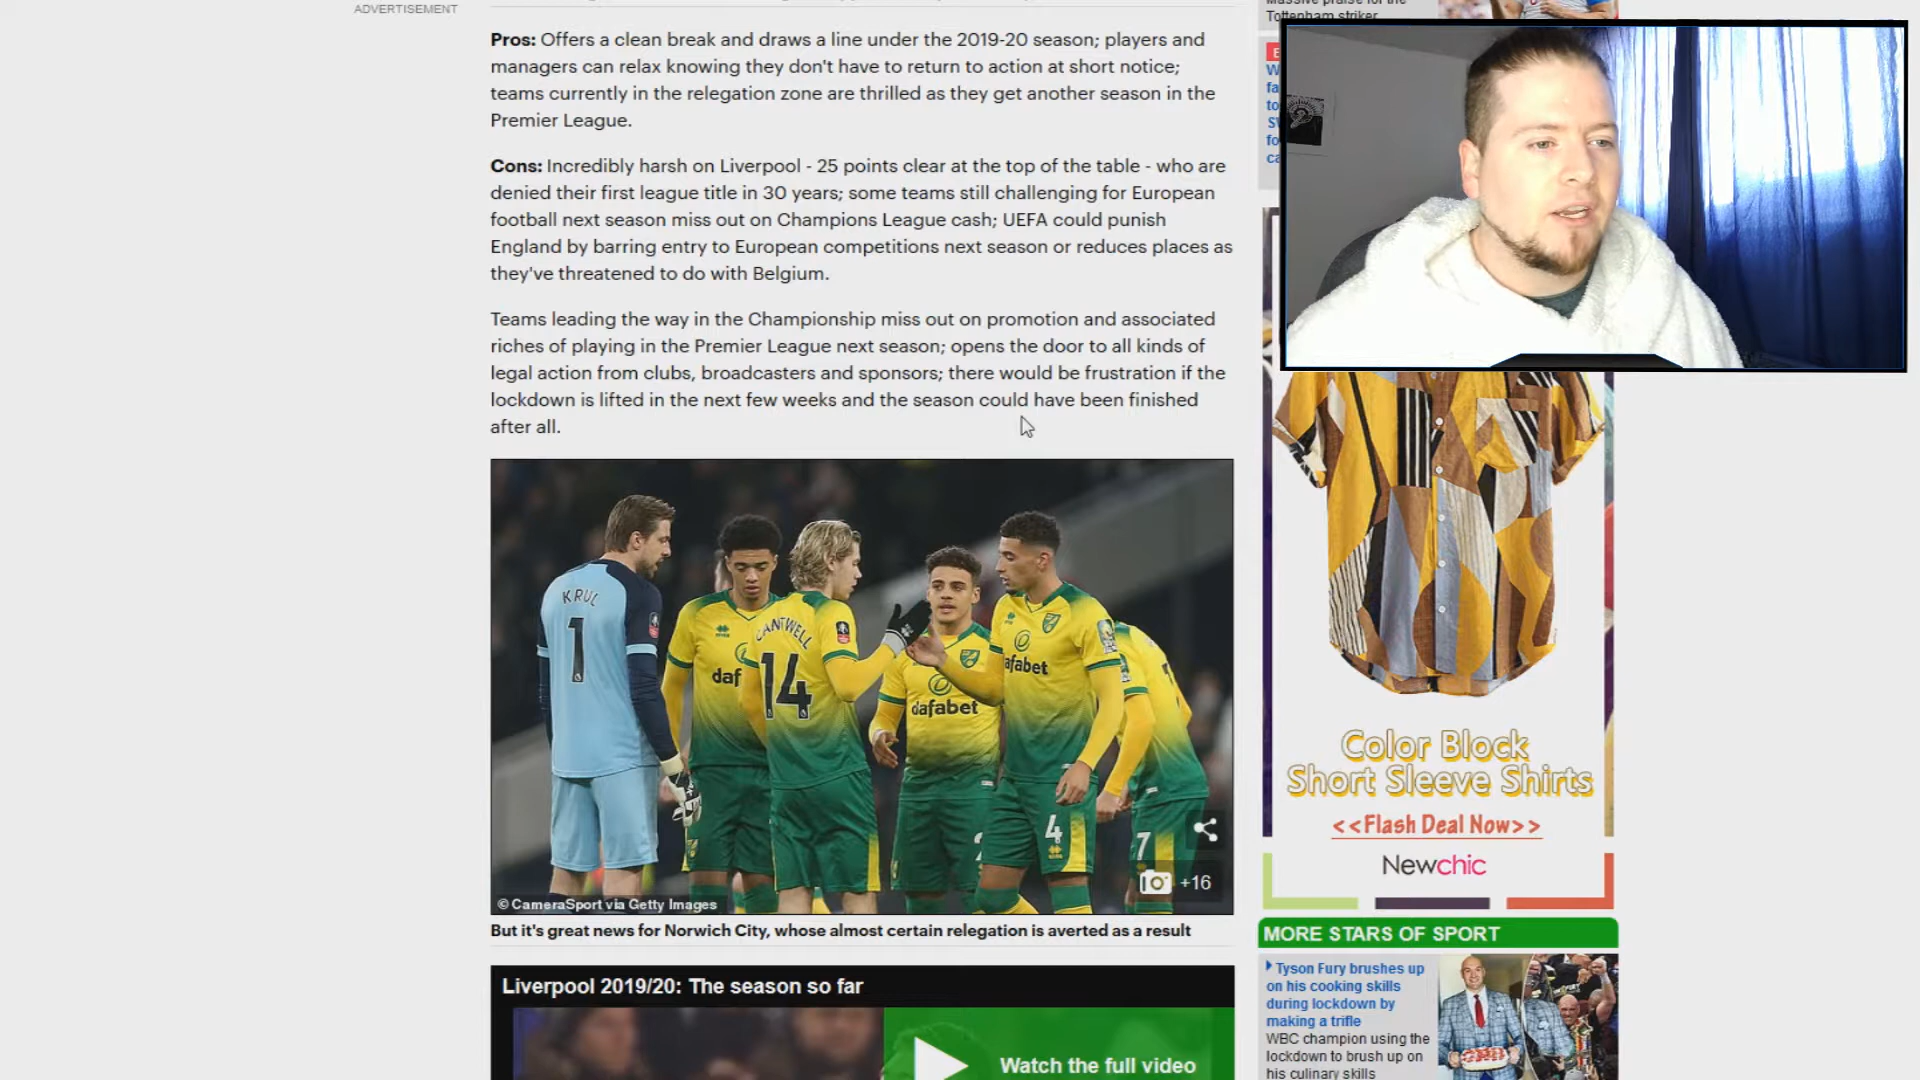 ADVERTISEMENT
Pros: Offers a clean break and draws a line under the 2019-20 season; players and
managers can relax knowing they don't have to return to action at short notice;
teams currently in the relegation zone are thrilled as they get another season in the
Premier League.
Cons: Incredibly harsh on Liverpool - 25 points clear at the top of the table - who are
denied their first league title in 30 years; some teams still challenging for European
football next season miss out on Champions League cash; UEFA could punish
England by barring entry to European competitions next season or reduces places as
they've threatened to do with Belgium.
Teams leading the way in the Championship miss out on promotion and associated
riches of playing in the Premier League next season; opens the door to all kinds of
legal action from clubs, broadcasters and sponsors; there would be frustration if the
lockdown is lifted in the next few weeks and the season could have been finished
after all.
KRUL
1
CANTWELL
14
daf
dafabet
afabet
4
7
+16
© CameraSport via Getty Images
But it's great news for Norwich City, whose almost certain relegation is averted as a result
Liverpool 2019/20: The season so far
Watch the full video
Massive praise for the
Tottenham striker
Color Block
Short Sleeve Shirts
<<Flash Deal Now>>
Newchic
MORE STARS OF SPORT
Tyson Fury brushes up
on his cooking skills
during lockdown by
making a trifle
WBC champion using the
lockdown to brush up on
his culinary skills